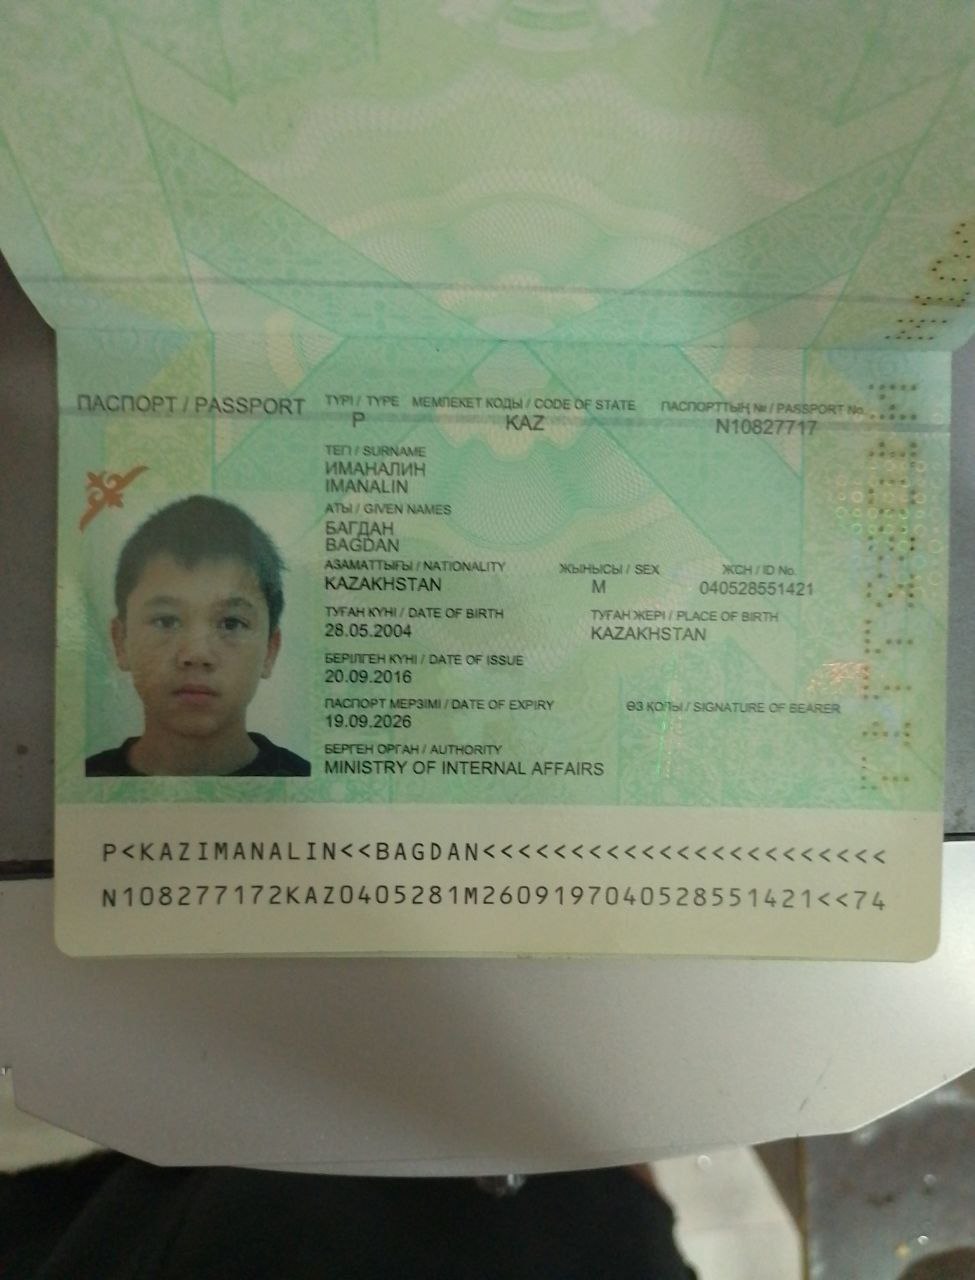 ПАСПОРТ / PASSPORT
ТҮРІ / TYPE МЕМЛЕКЕТ КОДЫ / CODE OF STATE ПАСПОРТТЫҢ № / PASSPORT No.
P KAZ N10827717
ТЕГІ / SURNAME
ИМАНАЛИН
IMANALIN
АТЫ / GIVEN NAMES
БАГДАН
BAGDAN
АЗАМАТТЫҒЫ / NATIONALITY ЖЫНЫСЫ / SEX ЖСН / ID No.
KAZAKHSTAN M 040528551421
ТУҒАН КҮНІ / DATE OF BIRTH ТУҒАН ЖЕРІ / PLACE OF BIRTH
28.05.2004 KAZAKHSTAN
БЕРІЛГЕН КҮНІ / DATE OF ISSUE
20.09.2016
ПАСПОРТ МЕРЗІМІ / DATE OF EXPIRY ӨЗ ҚОЛЫ / SIGNATURE OF BEARER
19.09.2026
БЕРГЕН ОРГАН / AUTHORITY
MINISTRY OF INTERNAL AFFAIRS
P<KAZIMANALIN<<BAGDAN<<<<<<<<<<<<<<<<<<<<<<<
N108277172KAZ0405281M2609197040528551421<<74